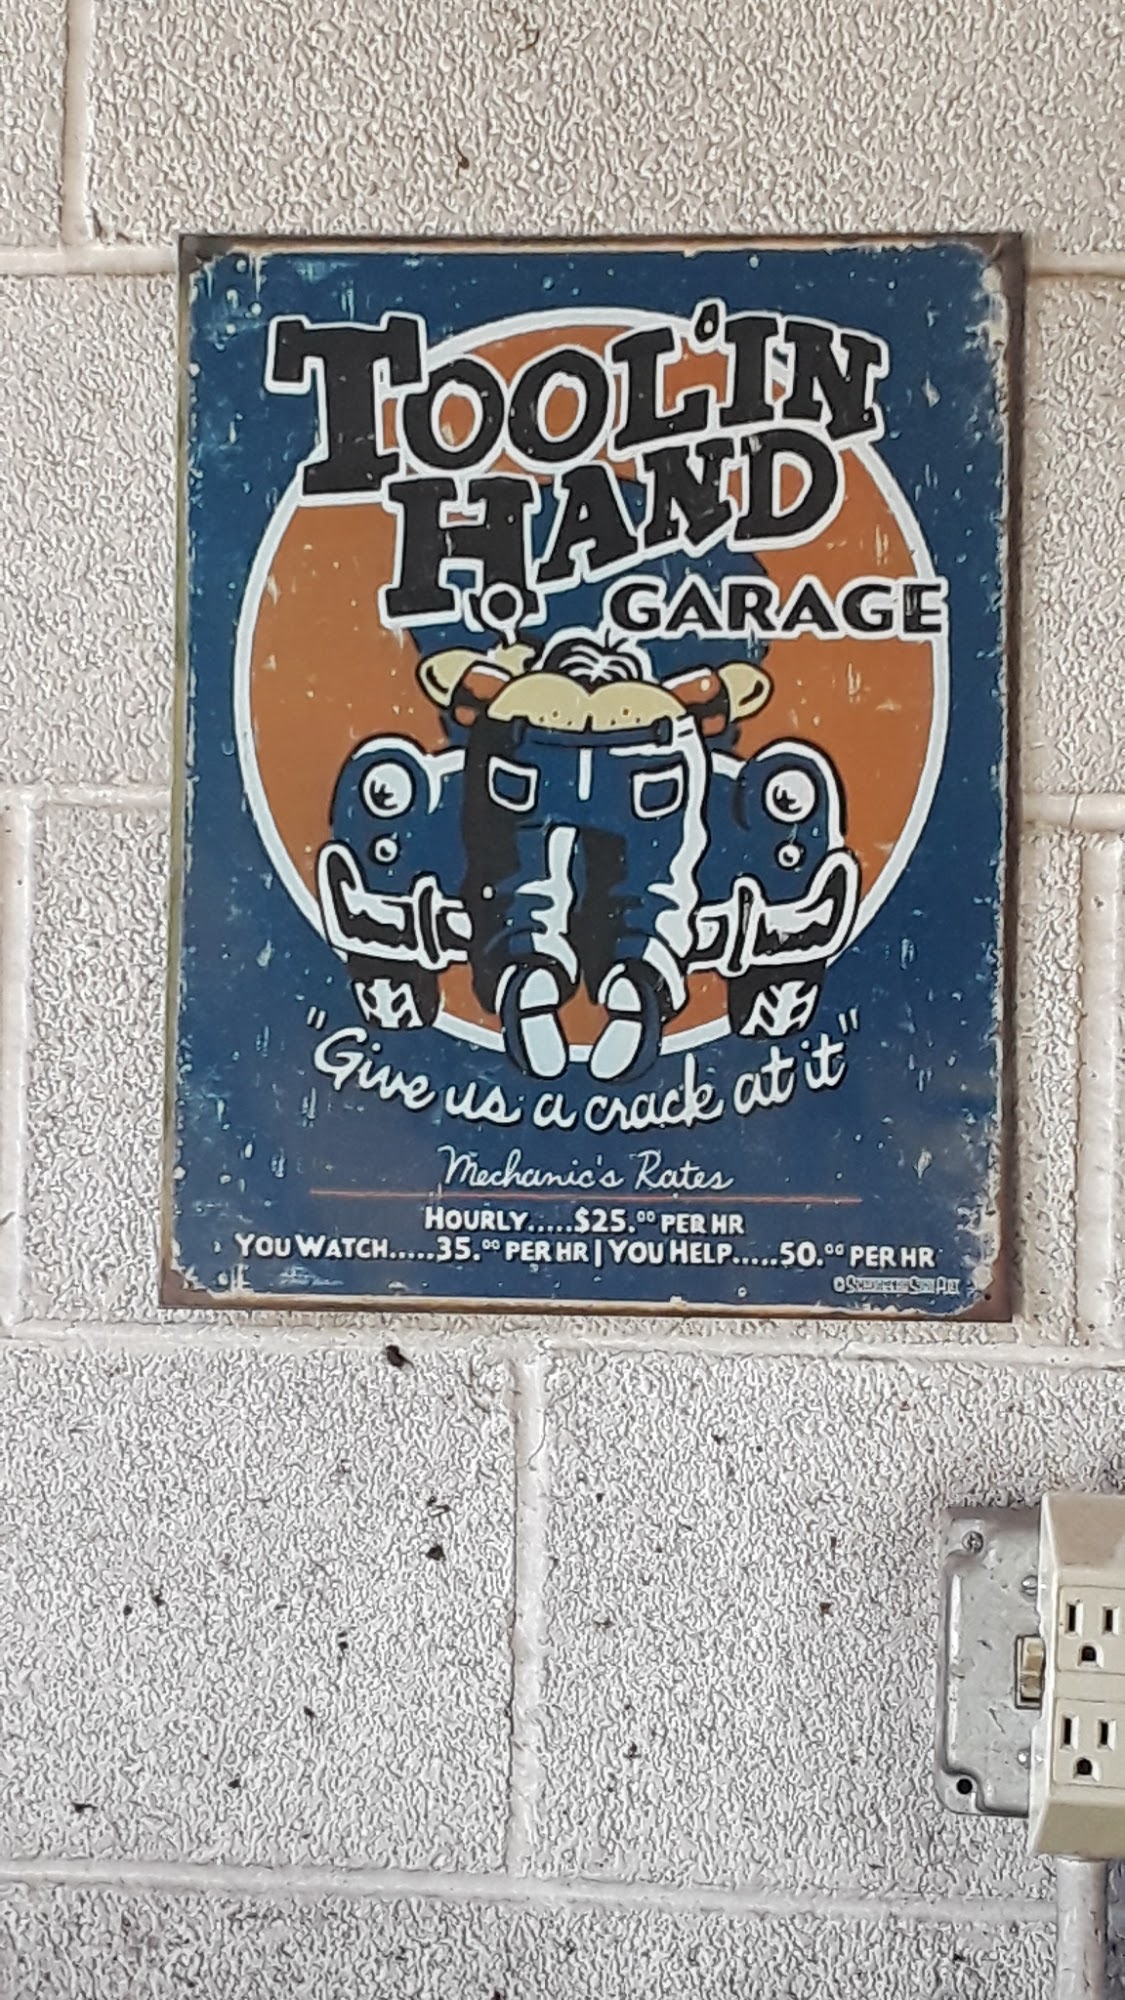 TOOL'IN
HAND
GARAGE
"Give us a crack at it"
Mechanic's Rates
HOURLY.....$25.00 PER HR
YOU WATCH.....35.00 PER HR | YOU HELP.....50.00 PER HR